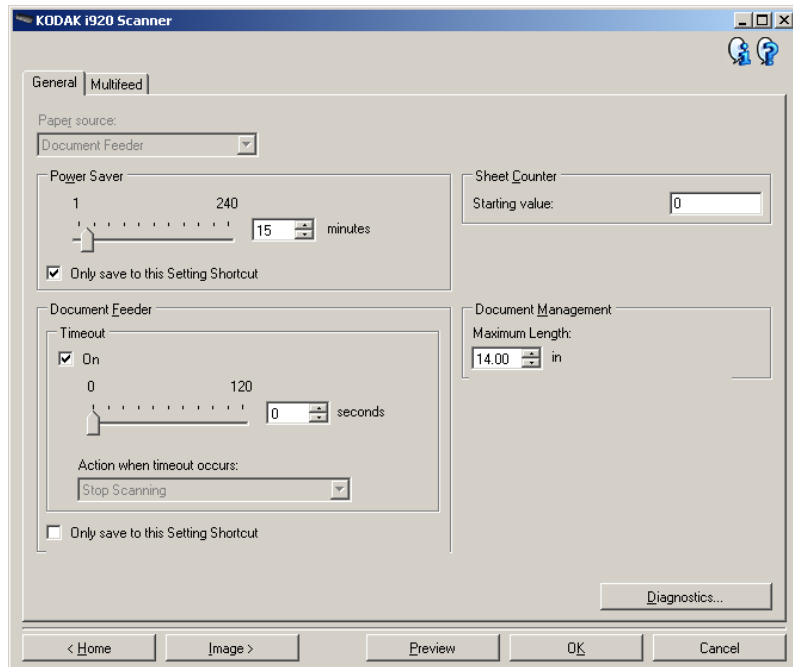 KODAK i920 Scanner
General
Multifeed
Paper source:
Document Feeder
Power Saver
1 240
15 minutes
Only save to this Setting Shortcut
Sheet Counter
Starting value: 0
Document Feeder
Timeout
On
0 120
0 seconds
Action when timeout occurs:
Stop Scanning
Only save to this Setting Shortcut
Document Management
Maximum Length:
14.00 in
Diagnostics...
< Home
Image >
Preview
OK
Cancel